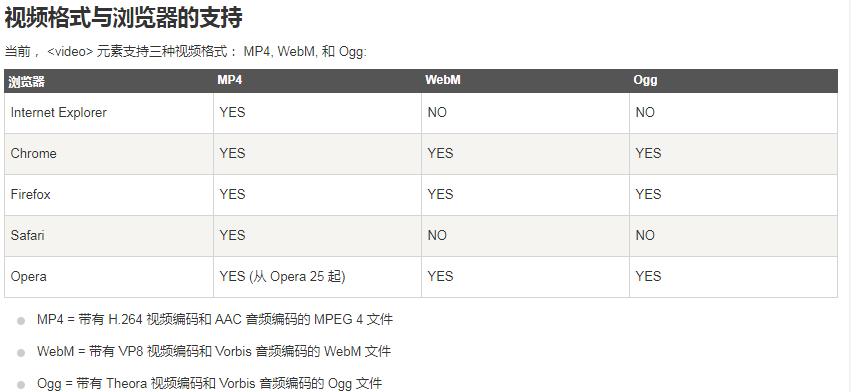 视频格式与浏览器的支持
当前， <video> 元素支持三种视频格式： MP4, WebM, 和 Ogg:
浏览器 MP4 WebM Ogg
Internet Explorer YES NO NO
Chrome YES YES YES
Firefox YES YES YES
Safari YES NO NO
Opera YES (从 Opera 25 起) YES YES
MP4 = 带有 H.264 视频编码和 AAC 音频编码的 MPEG 4 文件
WebM = 带有 VP8 视频编码和 Vorbis 音频编码的 WebM 文件
Ogg = 带有 Theora 视频编码和 Vorbis 音频编码的 Ogg 文件